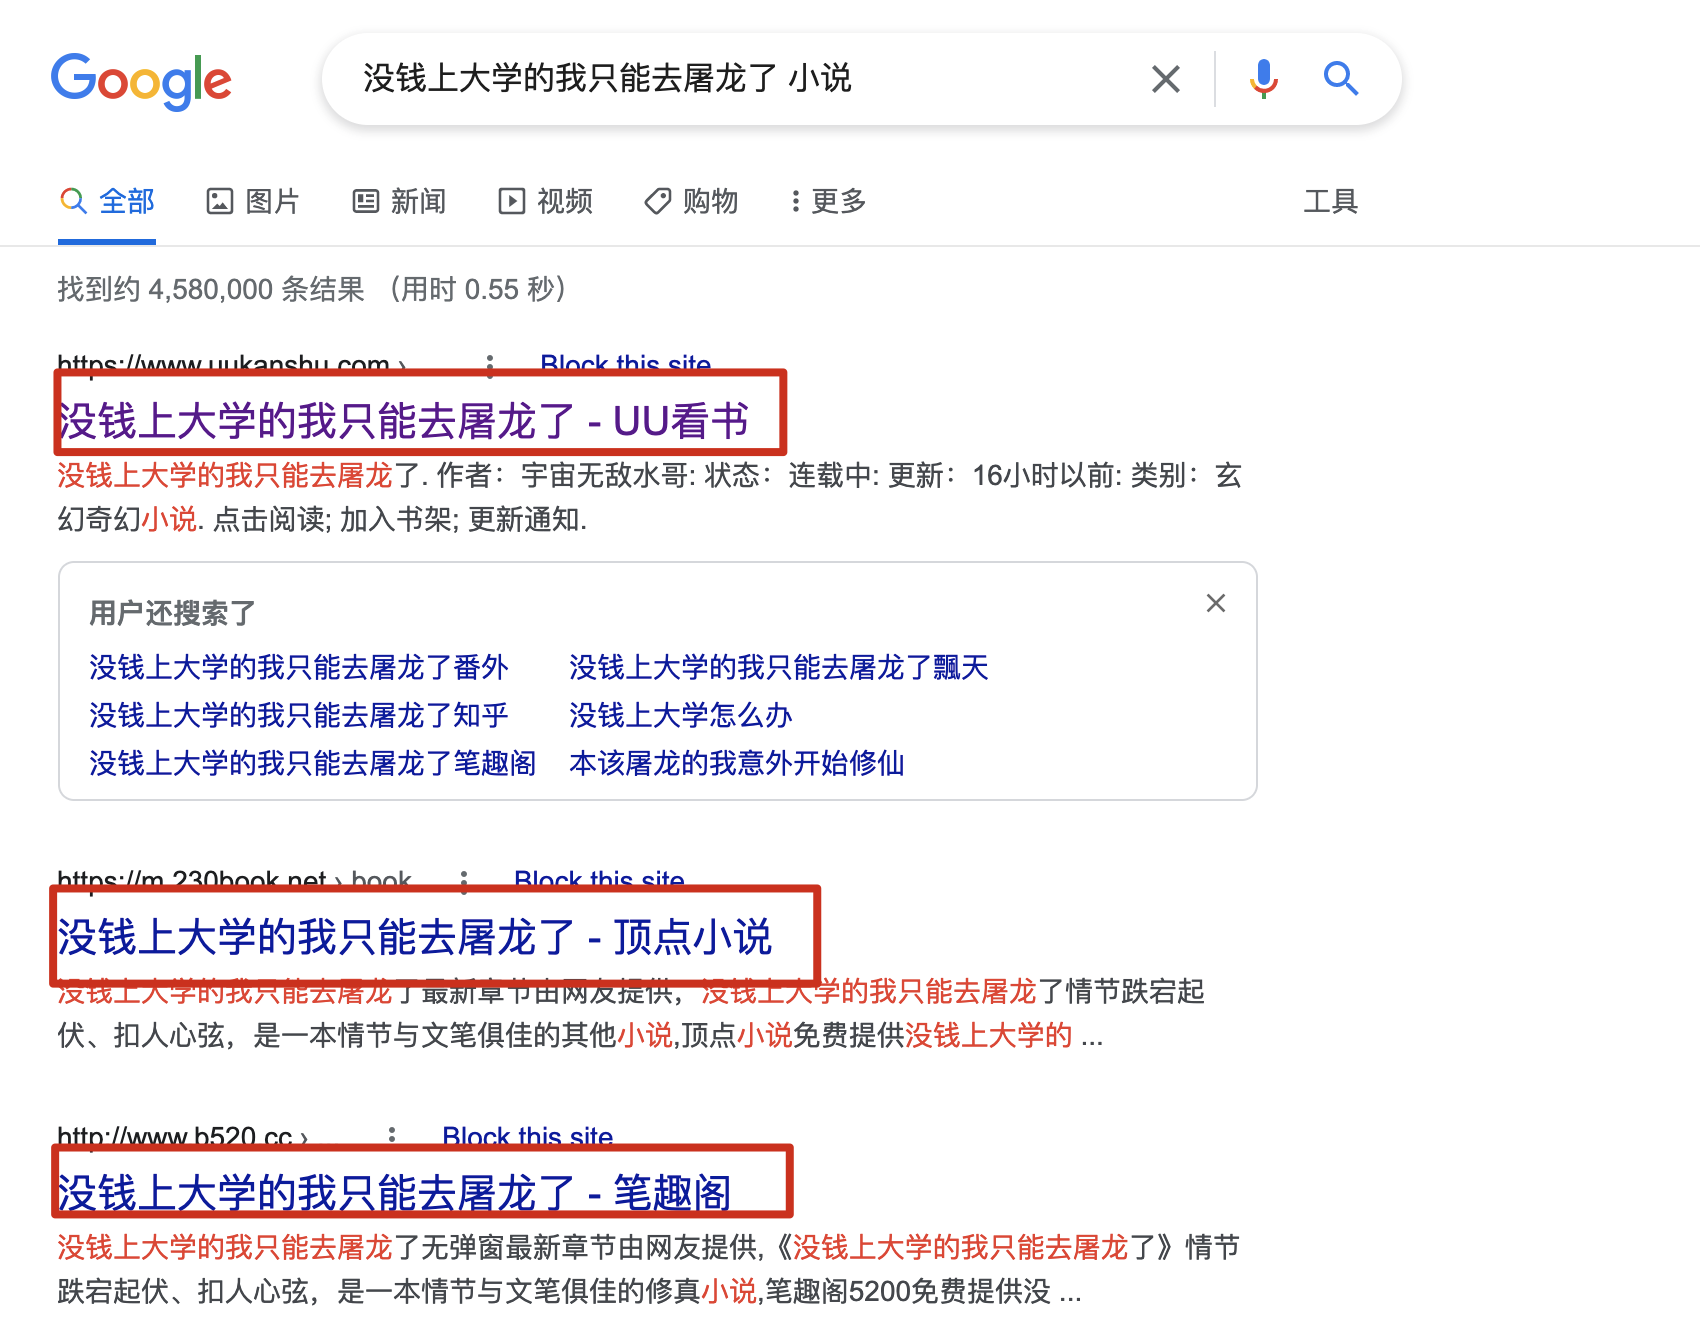 Google
没钱上大学的我只能去屠龙了 小说
全部 图片 新闻 视频 购物 更多 工具
找到约 4,580,000 条结果 （用时 0.55 秒）
https://www.uukanshu.com › Block this site
没钱上大学的我只能去屠龙了 - UU看书
没钱上大学的我只能去屠龙了. 作者： 宇宙无敌水哥: 状态： 连载中: 更新： 16小时以前: 类别： 玄
幻奇幻小说. 点击阅读; 加入书架; 更新通知.
用户还搜索了
没钱上大学的我只能去屠龙了番外 没钱上大学的我只能去屠龙了飘天
没钱上大学的我只能去屠龙了知乎 没钱上大学怎么办
没钱上大学的我只能去屠龙了笔趣阁 本该屠龙的我意外开始修仙
https://m.230book.net › book Block this site
没钱上大学的我只能去屠龙了 - 顶点小说
没钱上大学的我只能去屠龙了最新章节由网友提供，没钱上大学的我只能去屠龙了情节跌宕起
伏、扣人心弦，是一本情节与文笔俱佳的其他小说,顶点小说免费提供没钱上大学的 ...
http://www.b520.cc › Block this site
没钱上大学的我只能去屠龙了 - 笔趣阁
没钱上大学的我只能去屠龙了无弹窗最新章节由网友提供,《没钱上大学的我只能去屠龙了》情节
跌宕起伏、扣人心弦，是一本情节与文笔俱佳的修真小说,笔趣阁5200免费提供没 ...